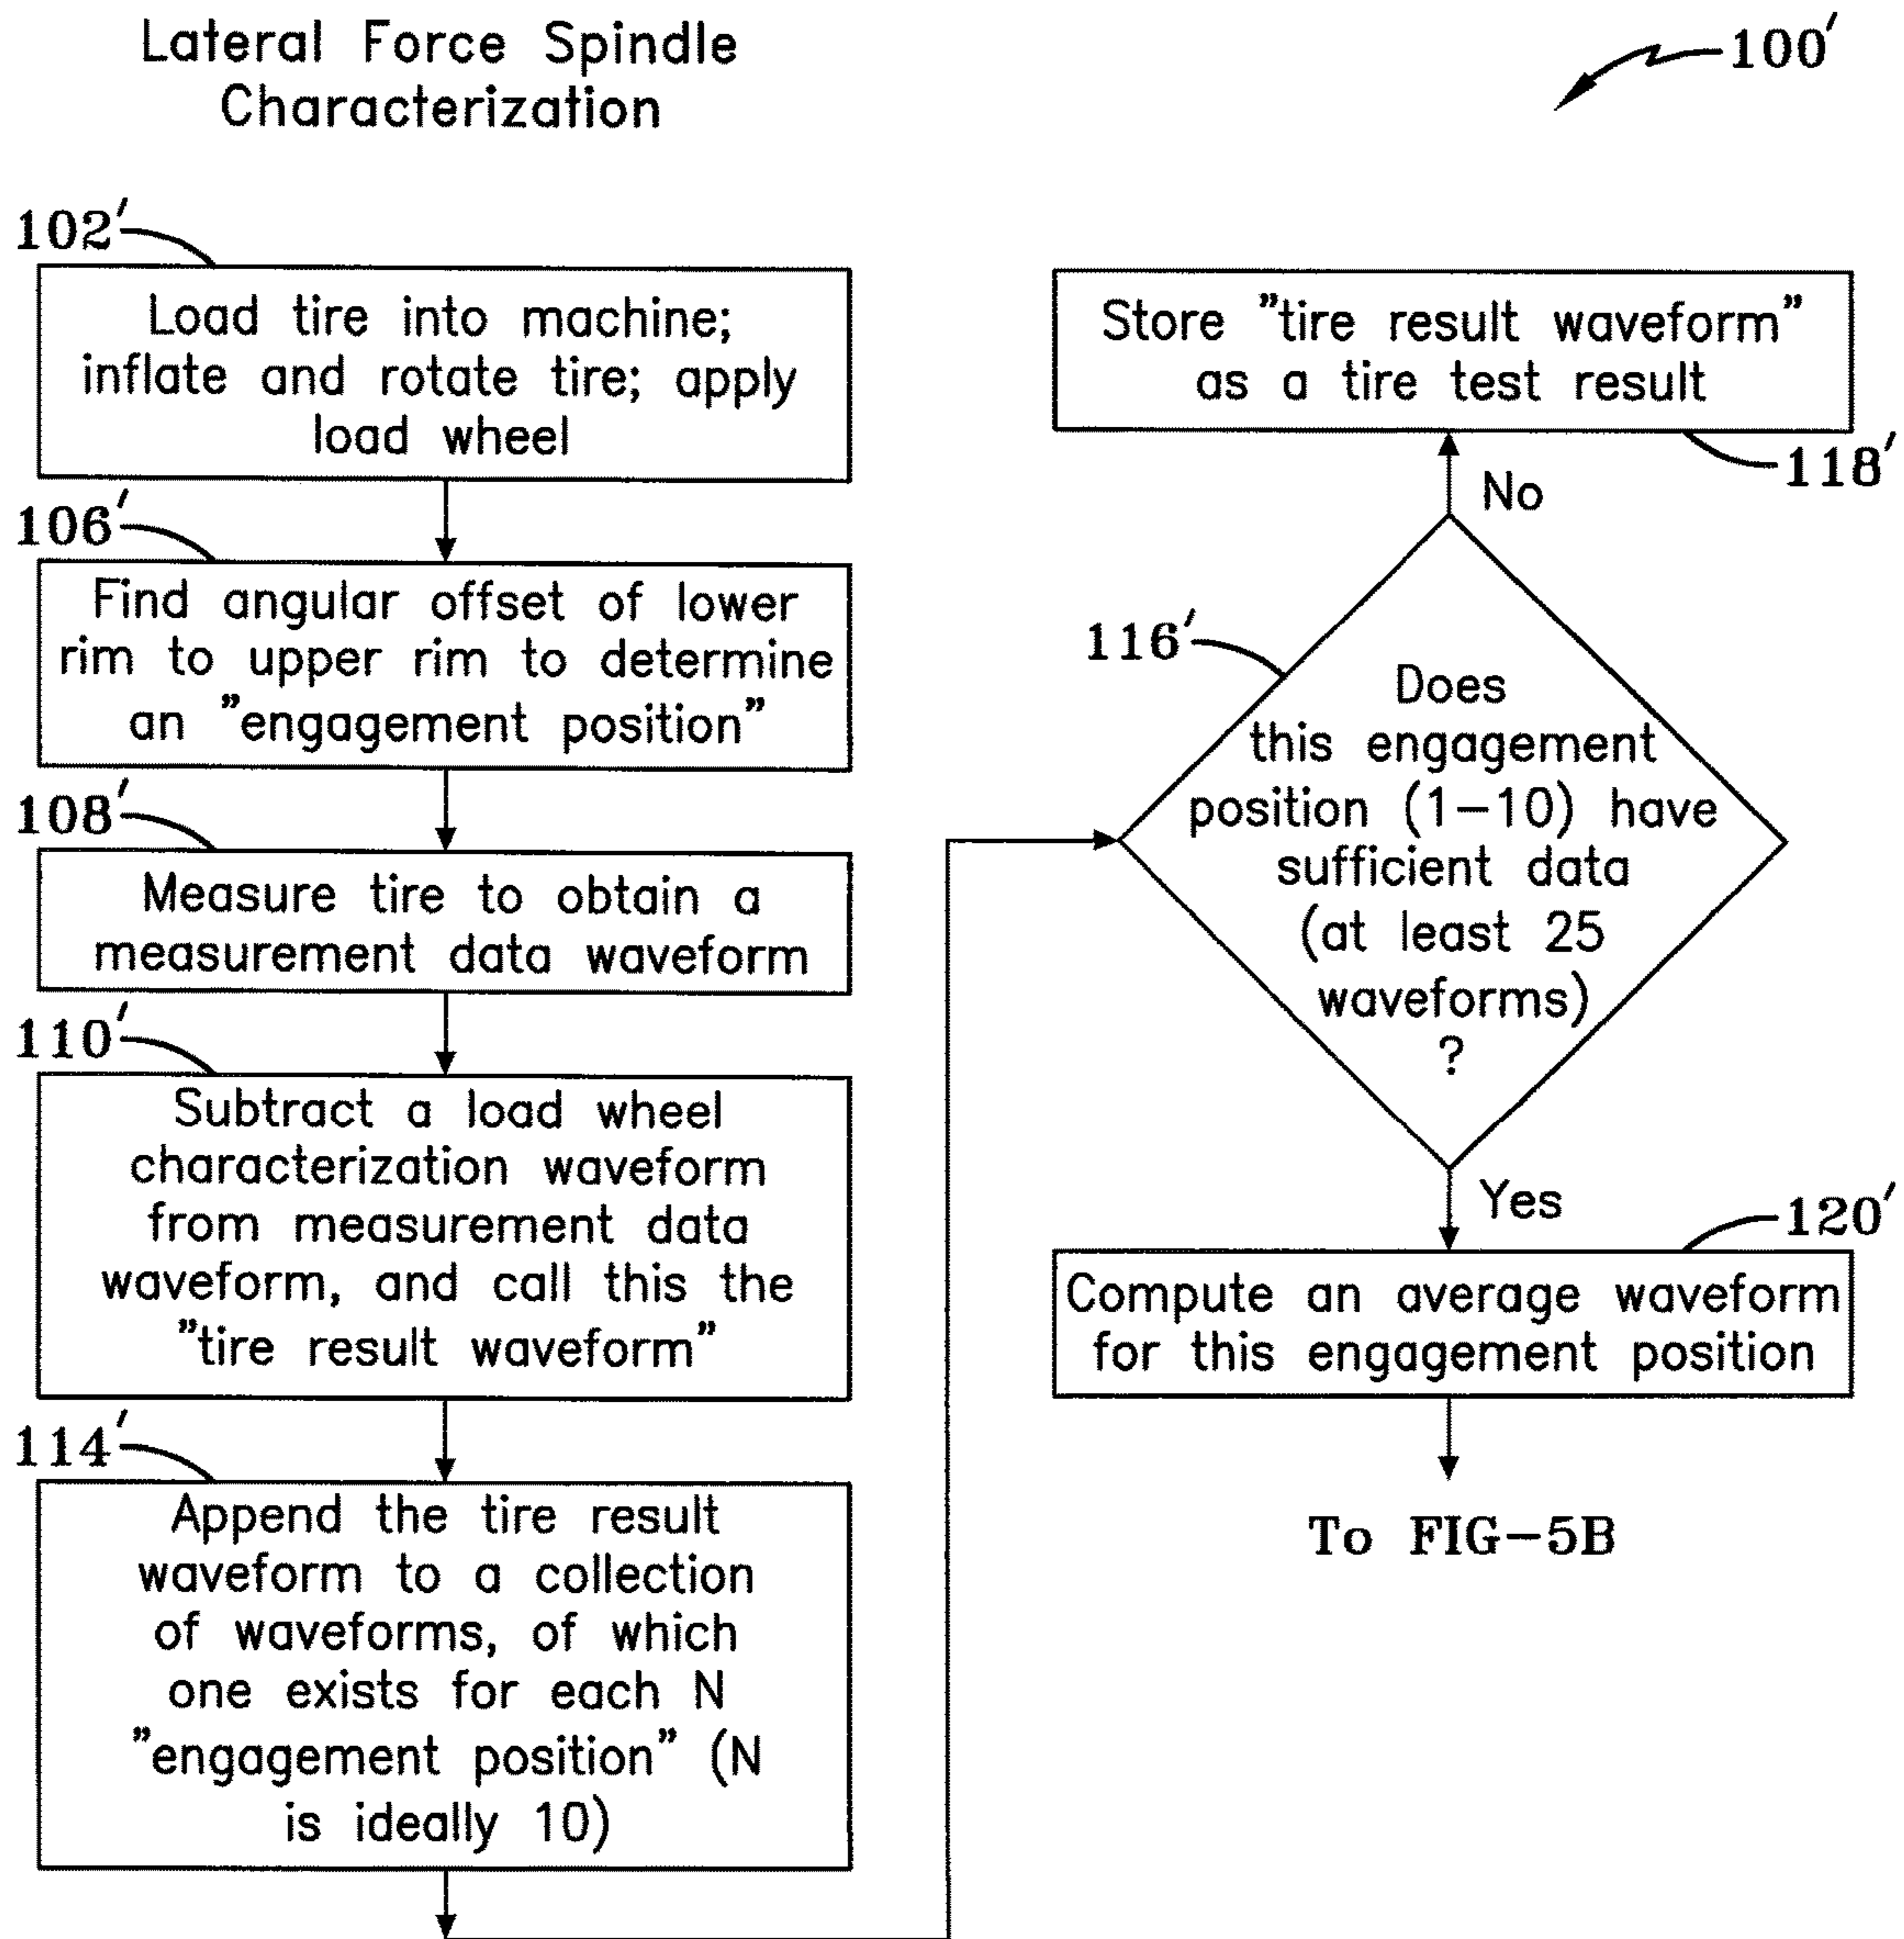 Lateral Force Spindle
Characterization
100′
102′
Load tire into machine;
inflate and rotate tire; apply
load wheel
106′
Find angular offset of lower
rim to upper rim to determine
an ”engagement position”
108′
Measure tire to obtain a
measurement data waveform
110′
Subtract a load wheel
characterization waveform
from measurement data
waveform, and call this the
”tire result waveform”
114′
Append the tire result
waveform to a collection
of waveforms, of which
one exists for each N
”engagement position” (N
is ideally 10)
Store ”tire result waveform”
as a tire test result
118′
No
116′
Does
this engagement
position (1–10) have
sufficient data
(at least 25
waveforms)
?
Yes
120′
Compute an average waveform
for this engagement position
To FIG–5B